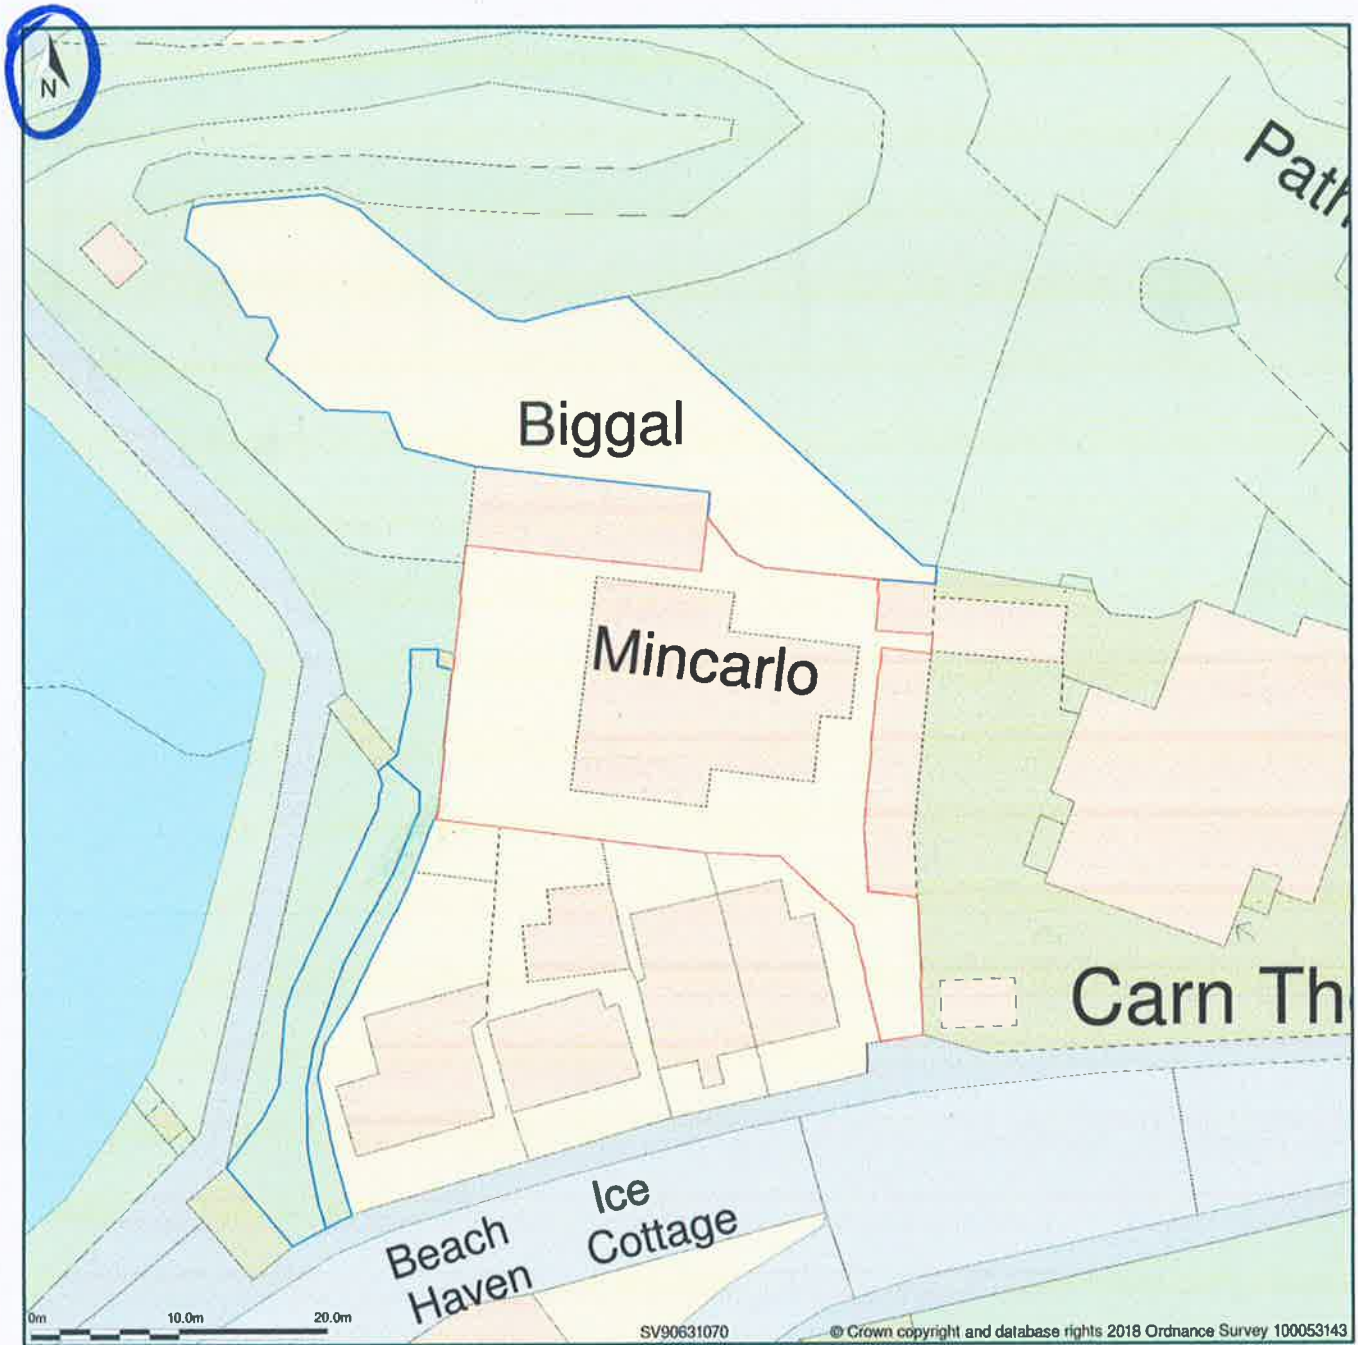 N
Path
Biggal
Mincarlo
Carn Th
Ice
Cottage
Beach
Haven
0m 10.0m 20.0m
SV90631070
© Crown copyright and database rights 2018 Ordnance Survey 100053143